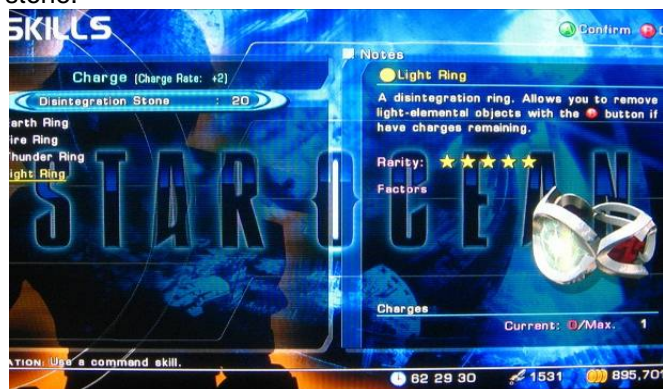 stone.
SKILLS
Confirm
Notes
Charge (Charge Rate: +2)
Light Ring
Disintegration Stone : 20
A disintegration ring. Allows you to remove
light-elemental objects with the B button if
have charges remaining.
arth Ring
ire Ring
hunder Ring
ight Ring
Rarity: ★★★★★
Factors
STAR OCEAN
Charges
Current: 0/Max. 1
ATION: Use a command skill.
62 29 30
1531
895,70